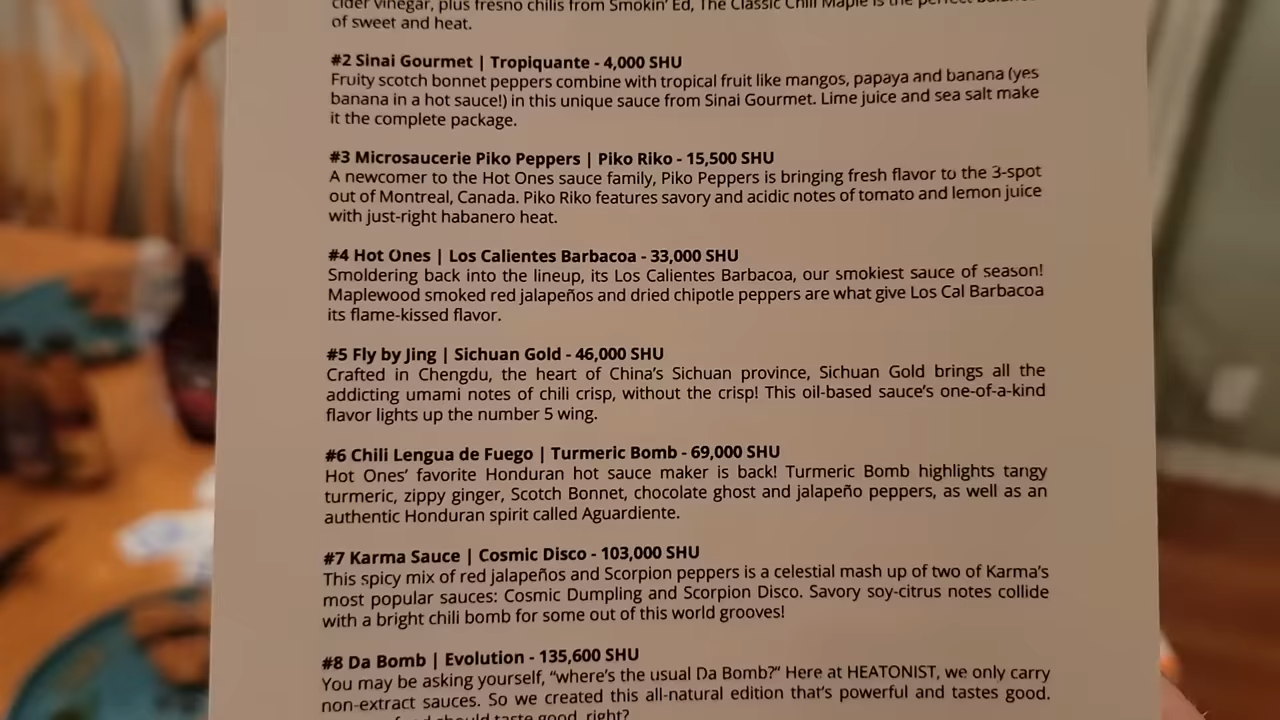 cider vinegar, plus fresno chilis from Smokin' Ed, The Classic Chili Maple is the perfect balance
of sweet and heat.
#2 Sinai Gourmet | Tropiquante - 4,000 SHU
Fruity scotch bonnet peppers combine with tropical fruit like mangos, papaya and banana (yes
banana in a hot sauce!) in this unique sauce from Sinai Gourmet. Lime juice and sea salt make
it the complete package.
#3 Microsaucerie Piko Peppers | Piko Riko - 15,500 SHU
A newcomer to the Hot Ones sauce family, Piko Peppers is bringing fresh flavor to the 3-spot
out of Montreal, Canada. Piko Riko features savory and acidic notes of tomato and lemon juice
with just-right habanero heat.
#4 Hot Ones | Los Calientes Barbacoa - 33,000 SHU
Smoldering back into the lineup, its Los Calientes Barbacoa, our smokiest sauce of season!
Maplewood smoked red jalapeños and dried chipotle peppers are what give Los Cal Barbacoa
its flame-kissed flavor.
#5 Fly by Jing | Sichuan Gold - 46,000 SHU
Crafted in Chengdu, the heart of China's Sichuan province, Sichuan Gold brings all the
addicting umami notes of chili crisp, without the crisp! This oil-based sauce's one-of-a-kind
flavor lights up the number 5 wing.
#6 Chili Lengua de Fuego | Turmeric Bomb - 69,000 SHU
Hot Ones' favorite Honduran hot sauce maker is back! Turmeric Bomb highlights tangy
turmeric, zippy ginger, Scotch Bonnet, chocolate ghost and jalapeño peppers, as well as an
authentic Honduran spirit called Aguardiente.
#7 Karma Sauce | Cosmic Disco - 103,000 SHU
This spicy mix of red jalapeños and Scorpion peppers is a celestial mash up of two of Karma's
most popular sauces: Cosmic Dumpling and Scorpion Disco. Savory soy-citrus notes collide
with a bright chili bomb for some out of this world grooves!
#8 Da Bomb | Evolution - 135,600 SHU
You may be asking yourself, "where's the usual Da Bomb?" Here at HEATONIST, we only carry
non-extract sauces. So we created this all-natural edition that's powerful and tastes good.
food should taste good, right?